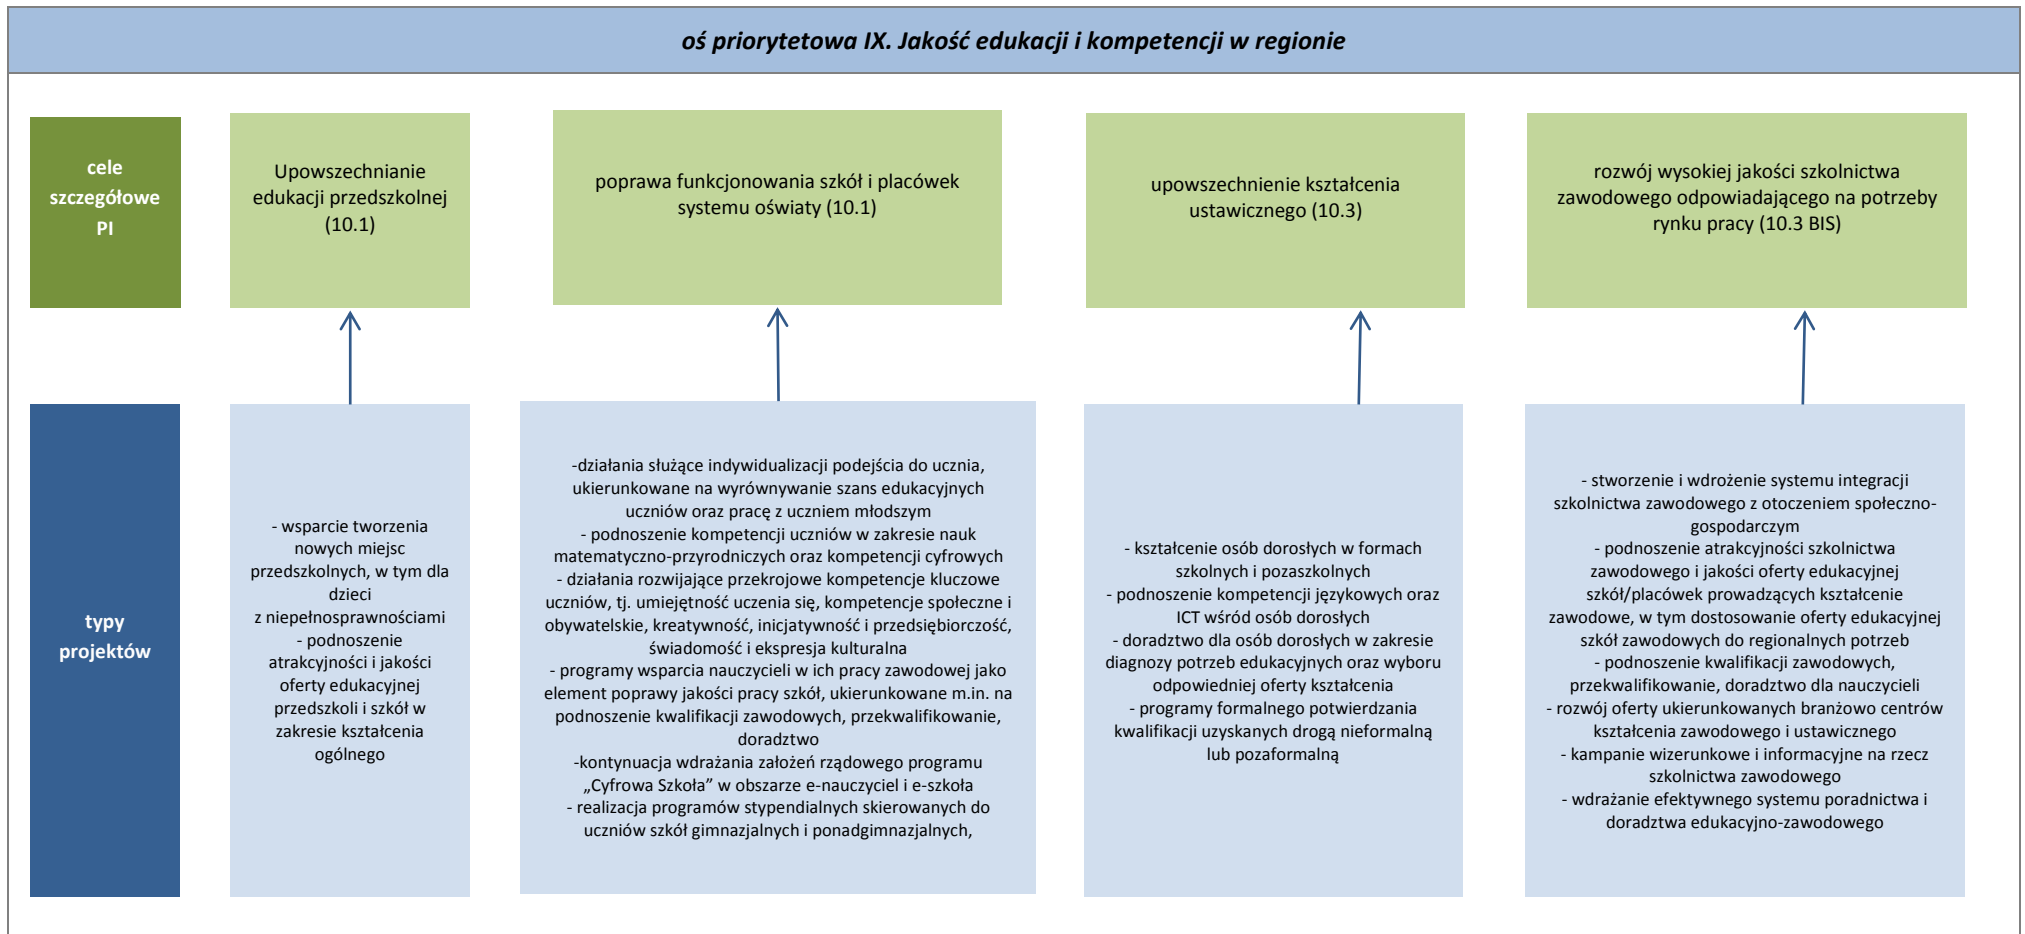 oś priorytetowa IX. Jakość edukacji i kompetencji w regionie
cele
szczegółowe
PI
Upowszechnianie
edukacji przedszkolnej
(10.1)
poprawa funkcjonowania szkół i placówek
systemu oświaty (10.1)
upowszechnienie kształcenia
ustawicznego (10.3)
rozwój wysokiej jakości szkolnictwa
zawodowego odpowiadającego na potrzeby
rynku pracy (10.3 BIS)
typy
projektów
- wsparcie tworzenia
nowych miejsc
przedszkolnych, w tym dla
dzieci
z niepełnosprawnościami
- podnoszenie
atrakcyjności i jakości
oferty edukacyjnej
przedszkoli i szkół w
zakresie kształcenia
ogólnego
-działania służące indywidualizacji podejścia do ucznia,
ukierunkowane na wyrównywanie szans edukacyjnych
uczniów oraz pracę z uczniem młodszym
- podnoszenie kompetencji uczniów w zakresie nauk
matematyczno-przyrodniczych oraz kompetencji cyfrowych
- działania rozwijające przekrojowe kompetencje kluczowe
uczniów, tj. umiejętność uczenia się, kompetencje społeczne i
obywatelskie, kreatywność, inicjatywność i przedsiębiorczość,
świadomość i ekspresja kulturalna
- programy wsparcia nauczycieli w ich pracy zawodowej jako
element poprawy jakości pracy szkół, ukierunkowane m.in. na
podnoszenie kwalifikacji zawodowych, przekwalifikowanie,
doradztwo
-kontynuacja wdrażania założeń rządowego programu
„Cyfrowa Szkoła” w obszarze e-nauczyciel i e-szkoła
- realizacja programów stypendialnych skierowanych do
uczniów szkół gimnazjalnych i ponadgimnazjalnych,
- kształcenie osób dorosłych w formach
szkolnych i pozaszkolnych
- podnoszenie kompetencji językowych oraz
ICT wśród osób dorosłych
- doradztwo dla osób dorosłych w zakresie
diagnozy potrzeb edukacyjnych oraz wyboru
odpowiedniej oferty kształcenia
- programy formalnego potwierdzania
kwalifikacji uzyskanych drogą nieformalną
lub pozaformalną
- stworzenie i wdrożenie systemu integracji
szkolnictwa zawodowego z otoczeniem społeczno-
gospodarczym
- podnoszenie atrakcyjności szkolnictwa
zawodowego i jakości oferty edukacyjnej
szkół/placówek prowadzących kształcenie
zawodowe, w tym dostosowanie oferty edukacyjnej
szkół zawodowych do regionalnych potrzeb
- podnoszenie kwalifikacji zawodowych,
przekwalifikowanie, doradztwo dla nauczycieli
- rozwój oferty ukierunkowanych branżowo centrów
kształcenia zawodowego i ustawicznego
- kampanie wizerunkowe i informacyjne na rzecz
szkolnictwa zawodowego
- wdrażanie efektywnego systemu poradnictwa i
doradztwa edukacyjno-zawodowego